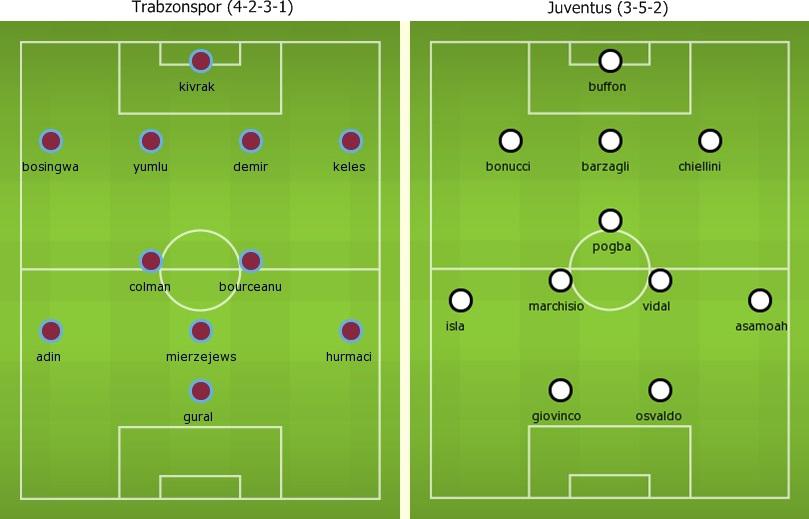 Trabzonspor (4-2-3-1)
kivrak
bosingwa yumlu demir keles
colman bourceanu
adin mierzejews hurmaci
gural
Juventus (3-5-2)
buffon
bonucci barzagli chiellini
pogba
marchisio vidal
isla asamoah
giovinco osvaldo